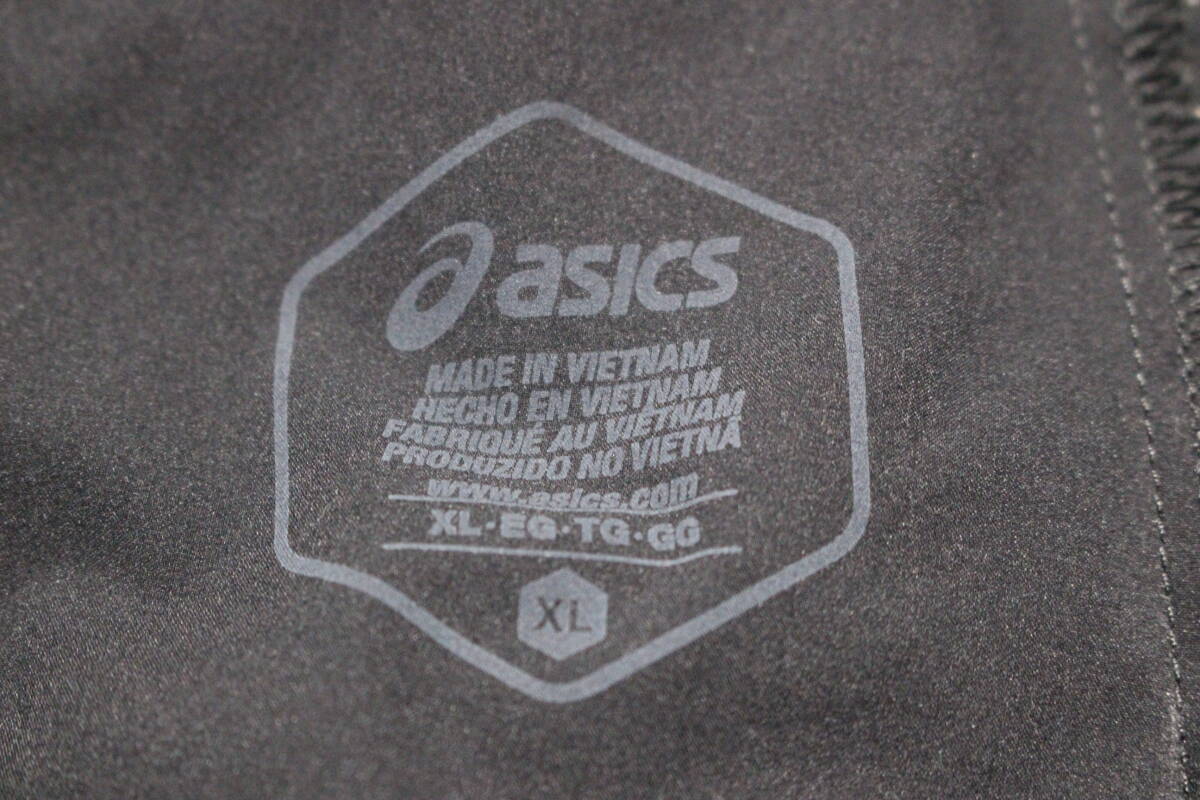 asics
MADE IN VIETNAM
HECHO EN VIETNAM
FABRIQUÉ AU VIETNAM
PRODUZIDO NO VIETNÃ
www.asics.com
XL·EG·TG·GG
XL